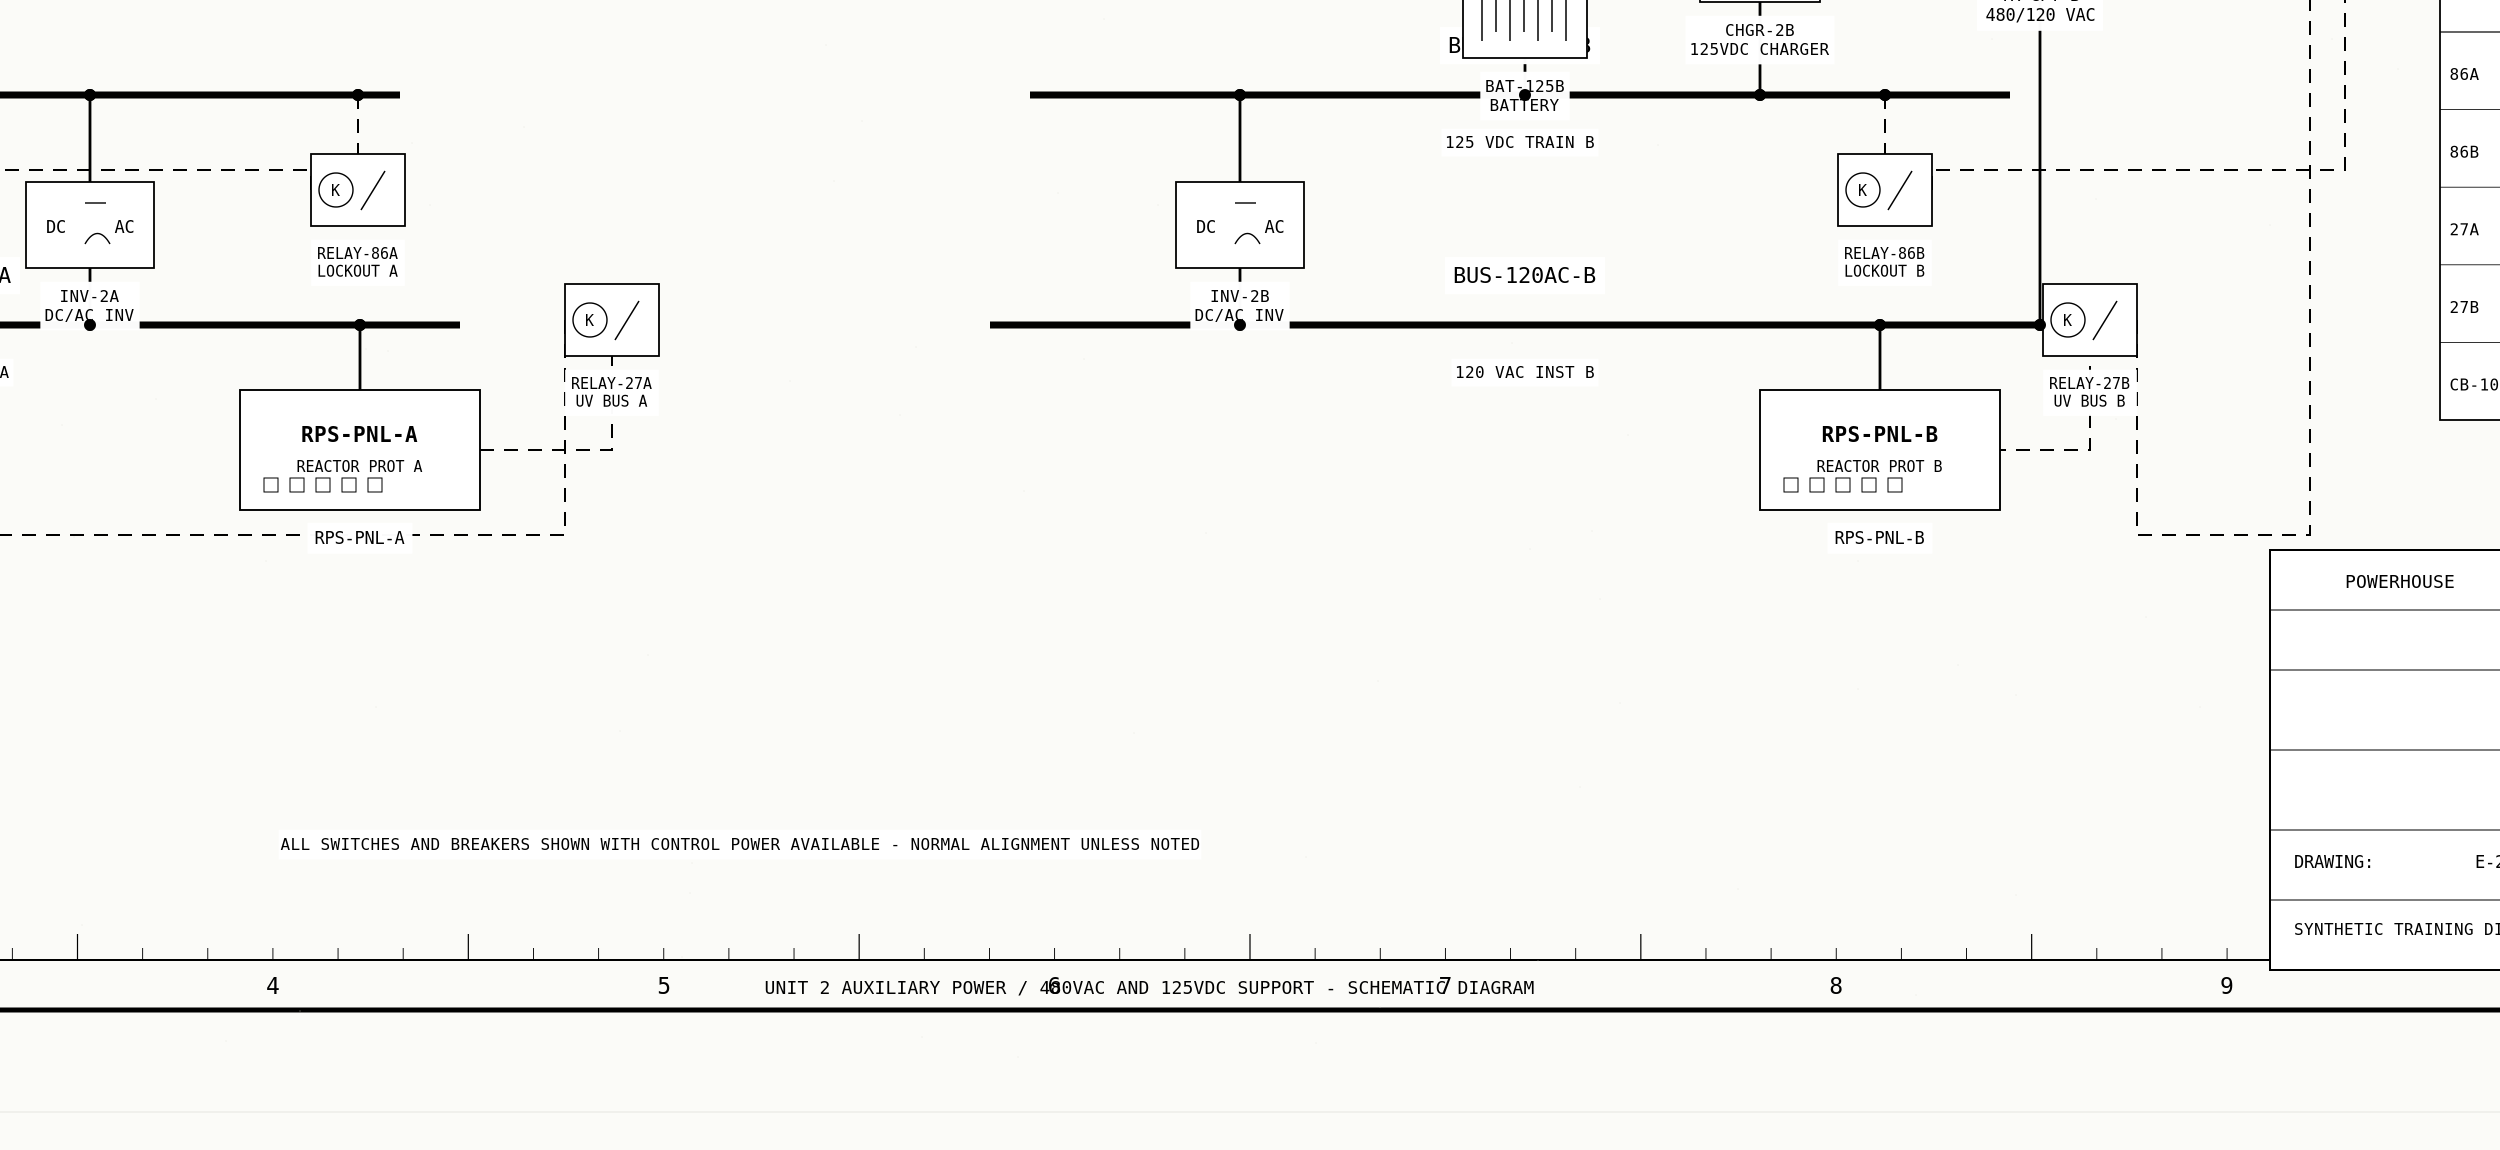 480/120 VAC
CHGR-2B
125VDC CHARGER
86A
BAT-125B
BATTERY
125 VDC TRAIN B
86B
K
K
DC AC
DC AC
27A
RELAY-86A
LOCKOUT A
RELAY-86B
LOCKOUT B
A
BUS-120AC-B
INV-2A
DC/AC INV
INV-2B
DC/AC INV
K
K
27B
A
120 VAC INST B
RELAY-27A
UV BUS A
RELAY-27B
UV BUS B
CB-10
RPS-PNL-A
REACTOR PROT A
RPS-PNL-B
REACTOR PROT B
RPS-PNL-A
RPS-PNL-B
POWERHOUSE
ALL SWITCHES AND BREAKERS SHOWN WITH CONTROL POWER AVAILABLE - NORMAL ALIGNMENT UNLESS NOTED
DRAWING: E-2
SYNTHETIC TRAINING DI
4 5 6 7 8 9
UNIT 2 AUXILIARY POWER / 480VAC AND 125VDC SUPPORT - SCHEMATIC DIAGRAM